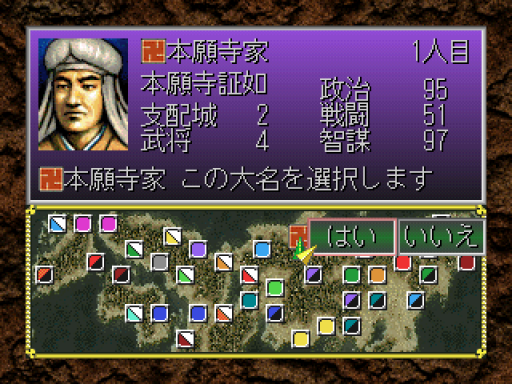 卍本願寺家 1人目
本願寺証如
政治 95
支配城 2 戦闘 51
武将 4 智謀 97
卍本願寺家 この大名を選択します
はい いいえ